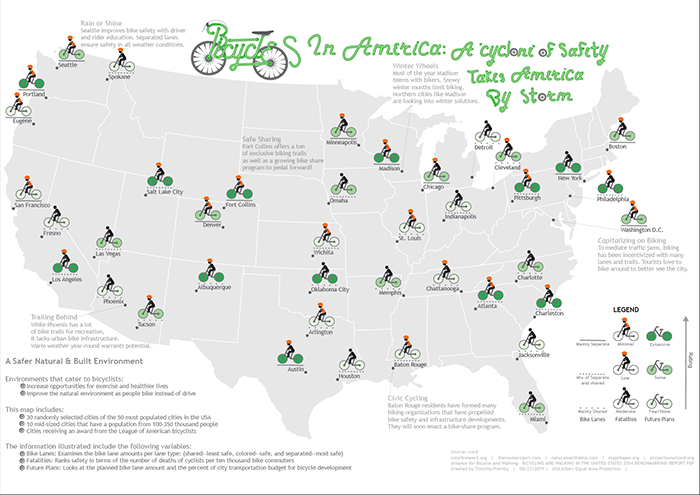 Bicycles In America: A cyclone of Safety
Takes America
By Storm
Rain or Shine
Seattle improves bike safety with driver
and rider education. Separated lanes
ensure safety in all weather conditions.
Winter Wheels
Most of the year Madison
teems with bikers. Snowy
winter months limit biking.
Northern cities like Madison
are looking into winter solutions.
Safe Sharing
Fort Collins offers a ton
of exclusive biking trails
as well as a growing bike share
program to pedal forward!
Capitalizing on Biking
To mediate traffic jams, biking
has been incentivized with many
lanes and trails. Tourists love to
bike around to better see the city.
Trailing Behind
While Phoenix has a lot
of bike trails for recreation,
it lacks urban bike infrastructure.
Warm weather year round warrants potential.
Civic Cycling
Baton Rouge residents have formed many
biking organizations that have propelled
bike safety and infrastructure developments.
They will soon enact a bike-share program.
Seattle
Spokane
Portland
Eugene
Minneapolis
Madison
Detroit
Cleveland
Boston
New York
Salt Lake City
Fort Collins
Omaha
Chicago
Pittsburgh
Philadelphia
San Francisco
Denver
Indianapolis
Washington D.C.
Fresno
St. Louis
Las Vegas
Wichita
Los Angeles
Albuquerque
Oklahoma City
Memphis
Chattanooga
Charlotte
Phoenix
Atlanta
Charleston
Tucson
Arlington
Jacksonville
Austin
Houston
Baton Rouge
Miami
LEGEND
Mainly Separate
Minimal
Extensive
Mix of Separate
and shared
Low
Some
Mainly Shared
Moderate
Few/None
Bike Lanes
Fatalities
Future Plans
Rating
A Safer Natural & Built Environment
Environments that cater to bicyclists:
increase opportunities for exercise and healthier lives
improve the natural environment as people bike instead of drive
This map includes:
30 randomly selected cities of the 50 most populated cities in the USA
10 mid-sized cities that have a population from 100-350 thousand people
Cities receiving an award from the League of American Bicyclists
The information illustrated include the following variables:
Bike Lanes: Examines the bike lane amounts per lane type: (shared—least safe, colored—safe, and separated—most safe)
Fatalities: Ranks safety in terms of the number of deaths of cyclists per ten thousand bike commuters
Future Plans: Looks at the planned bike lane amount and the percent of city transportation budget for bicycle development
Sources used:
colorbrewer2.org | thenounproject.com | naturalearthdata.com | mapshaper.org | projectionwizard.org
Alliance for Biking and Walking: BICYCLING AND WALKING IN THE UNITED STATES 2014 BENCHMARKING REPORT PDF